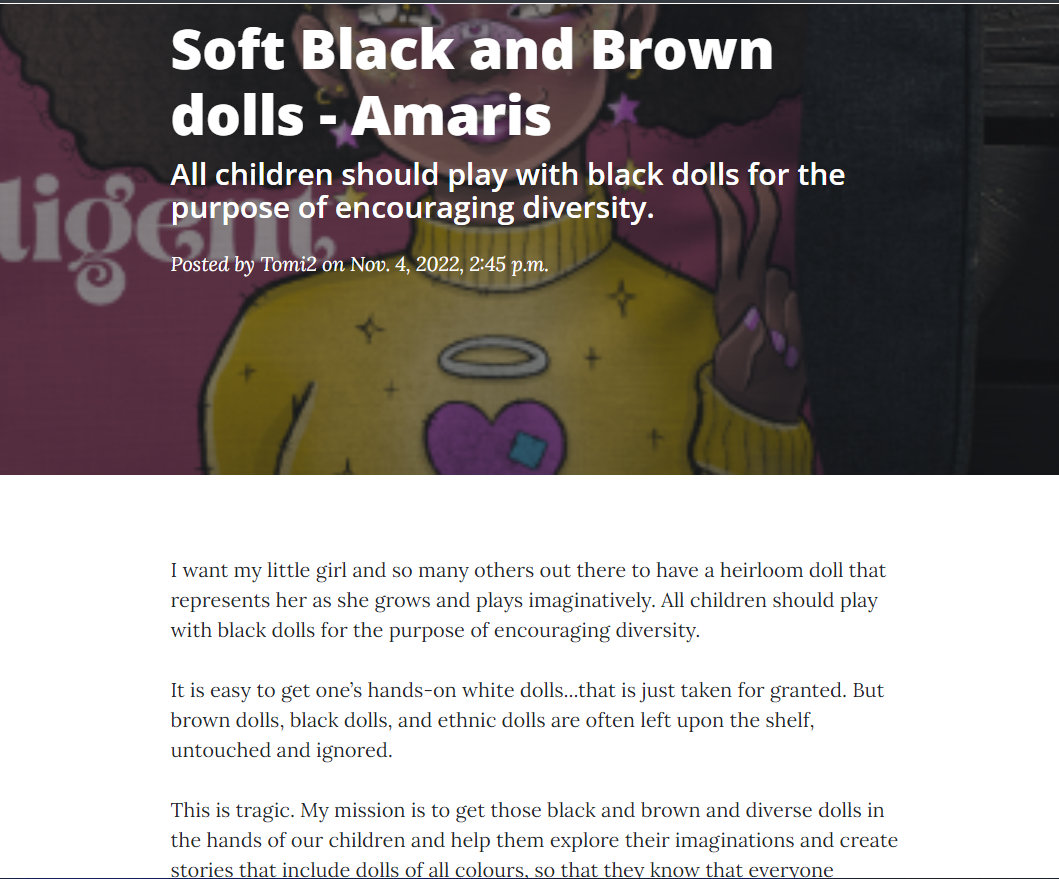 Soft Black and Brown
dolls - Amaris
All children should play with black dolls for the
purpose of encouraging diversity.
ligent
Posted by Tomi2 on Nov. 4, 2022, 2:45 p.m.
I want my little girl and so many others out there to have a heirloom doll that
represents her as she grows and plays imaginatively. All children should play
with black dolls for the purpose of encouraging diversity.
It is easy to get one’s hands-on white dolls...that is just taken for granted. But
brown dolls, black dolls, and ethnic dolls are often left upon the shelf,
untouched and ignored.
This is tragic. My mission is to get those black and brown and diverse dolls in
the hands of our children and help them explore their imaginations and create
stories that include dolls of all colours, so that they know that everyone